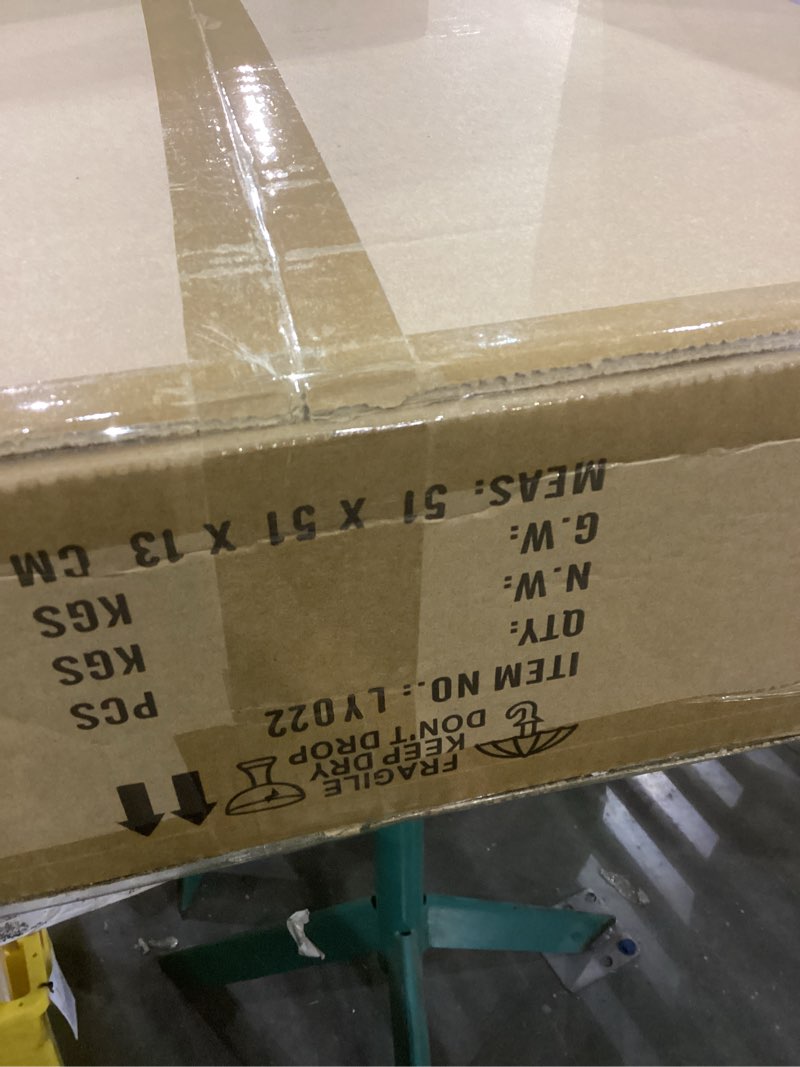 FRAGILE
KEEP DRY
DON'T DROP
ITEM NO.: LY022
QTY: PCS
N.W: KGS
G.W: KGS
MEAS: 51 X 51 X 13 CM